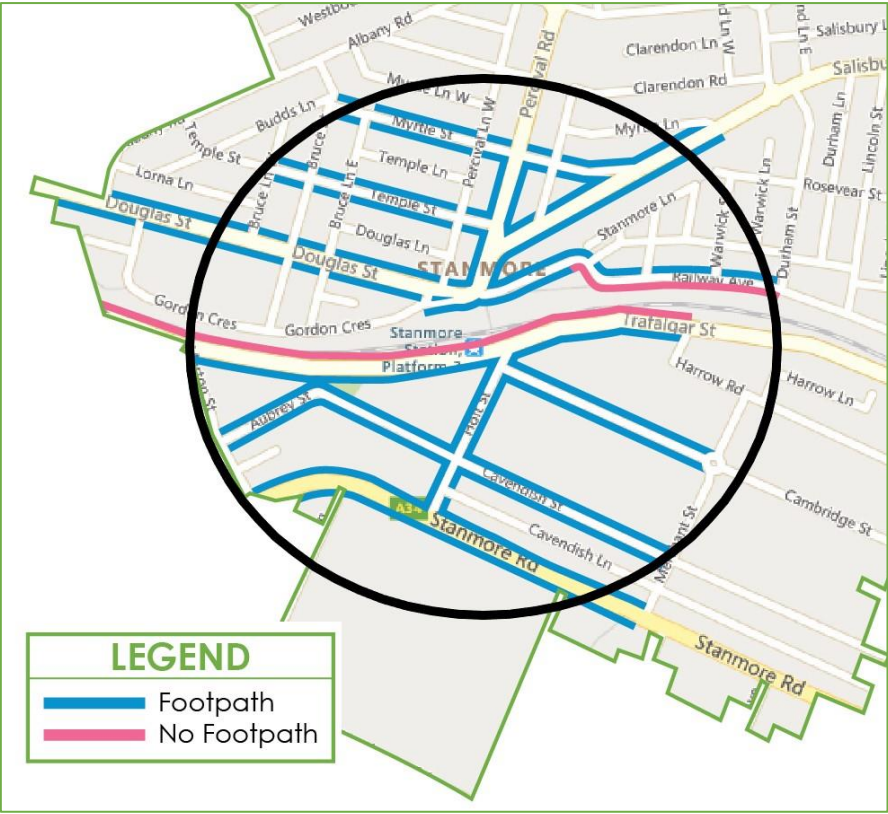 Albany Rd
Percival Rd
Clarendon Ln
Salisbury L
Salisbu
Clarendon Rd
Myrtle Ln W
Budds Ln
Myrtle St
Percival Ln W
Myrtle Ln
Durham Ln
Lincoln St
Temple St
Temple Ln
Lorna Ln
Bruce Ln
Bruce Ln E
Temple St
Warwick Ln
Rosevear St
Durham St
Stanmore Ln
Douglas St
Douglas Ln
Douglas St
STANMORE
Railway Ave
Gordon Cres
Gordon Cres
Stanmore
Station,
Platform
Trafalgar St
Harrow Rd
Harrow Ln
Aubrey St
Holt St
Cavendish St
A34
Stanmore Rd
Cavendish Ln
Cambridge St
Stanmore Rd
LEGEND
Footpath
No Footpath